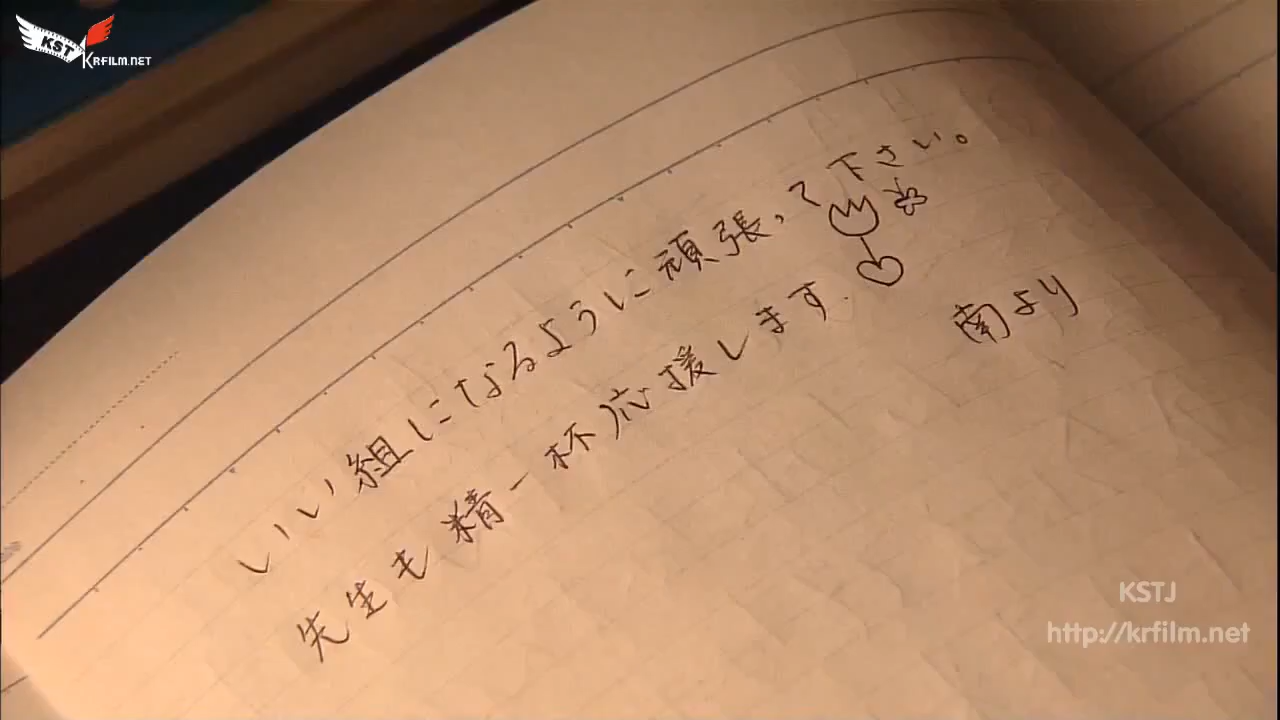 KST
KRFILM.NET
いい組になるように頑張って下さい。
先生も精一杯応援します.
南より
KSTJ
http://krfilm.net